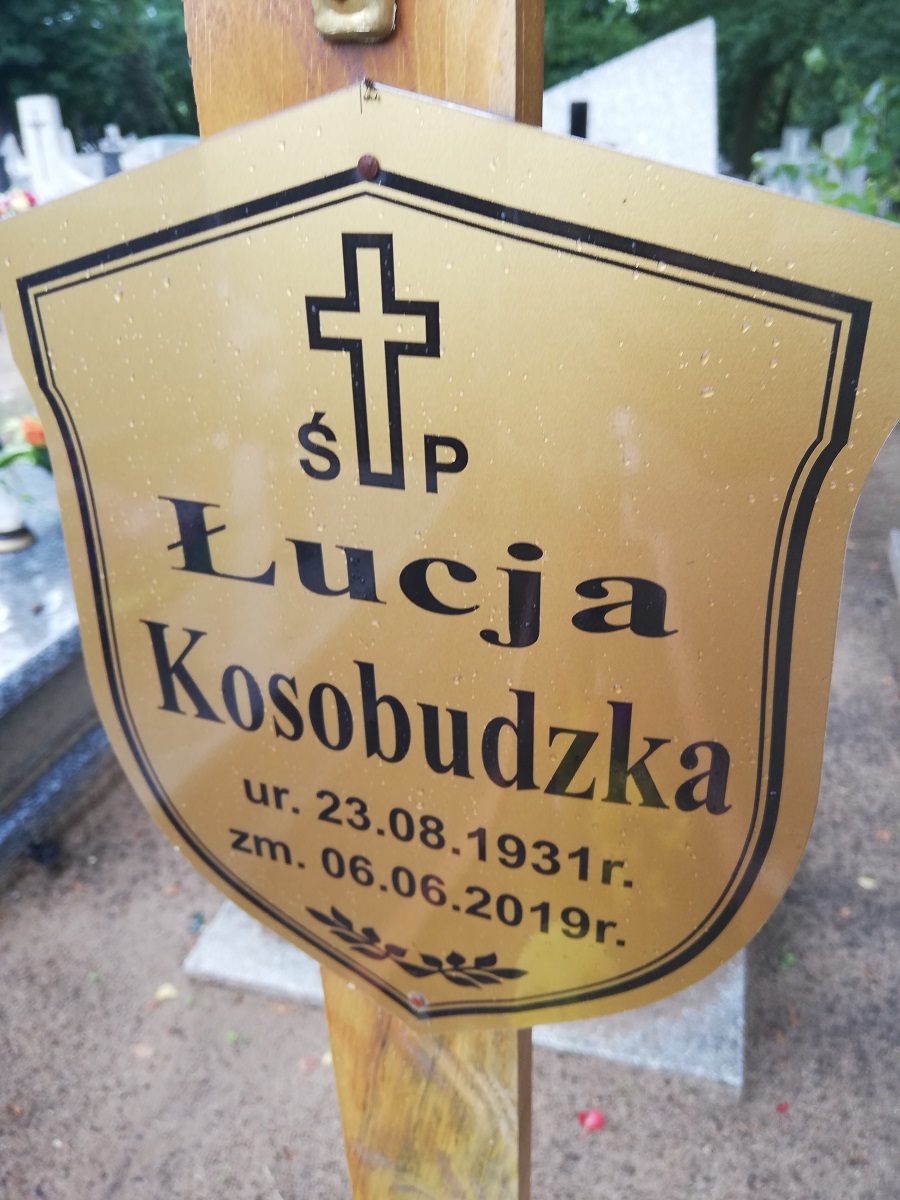 Ś P
Łucja
Kosobudzka
ur. 23.08.1931r.
zm. 06.06.2019r.